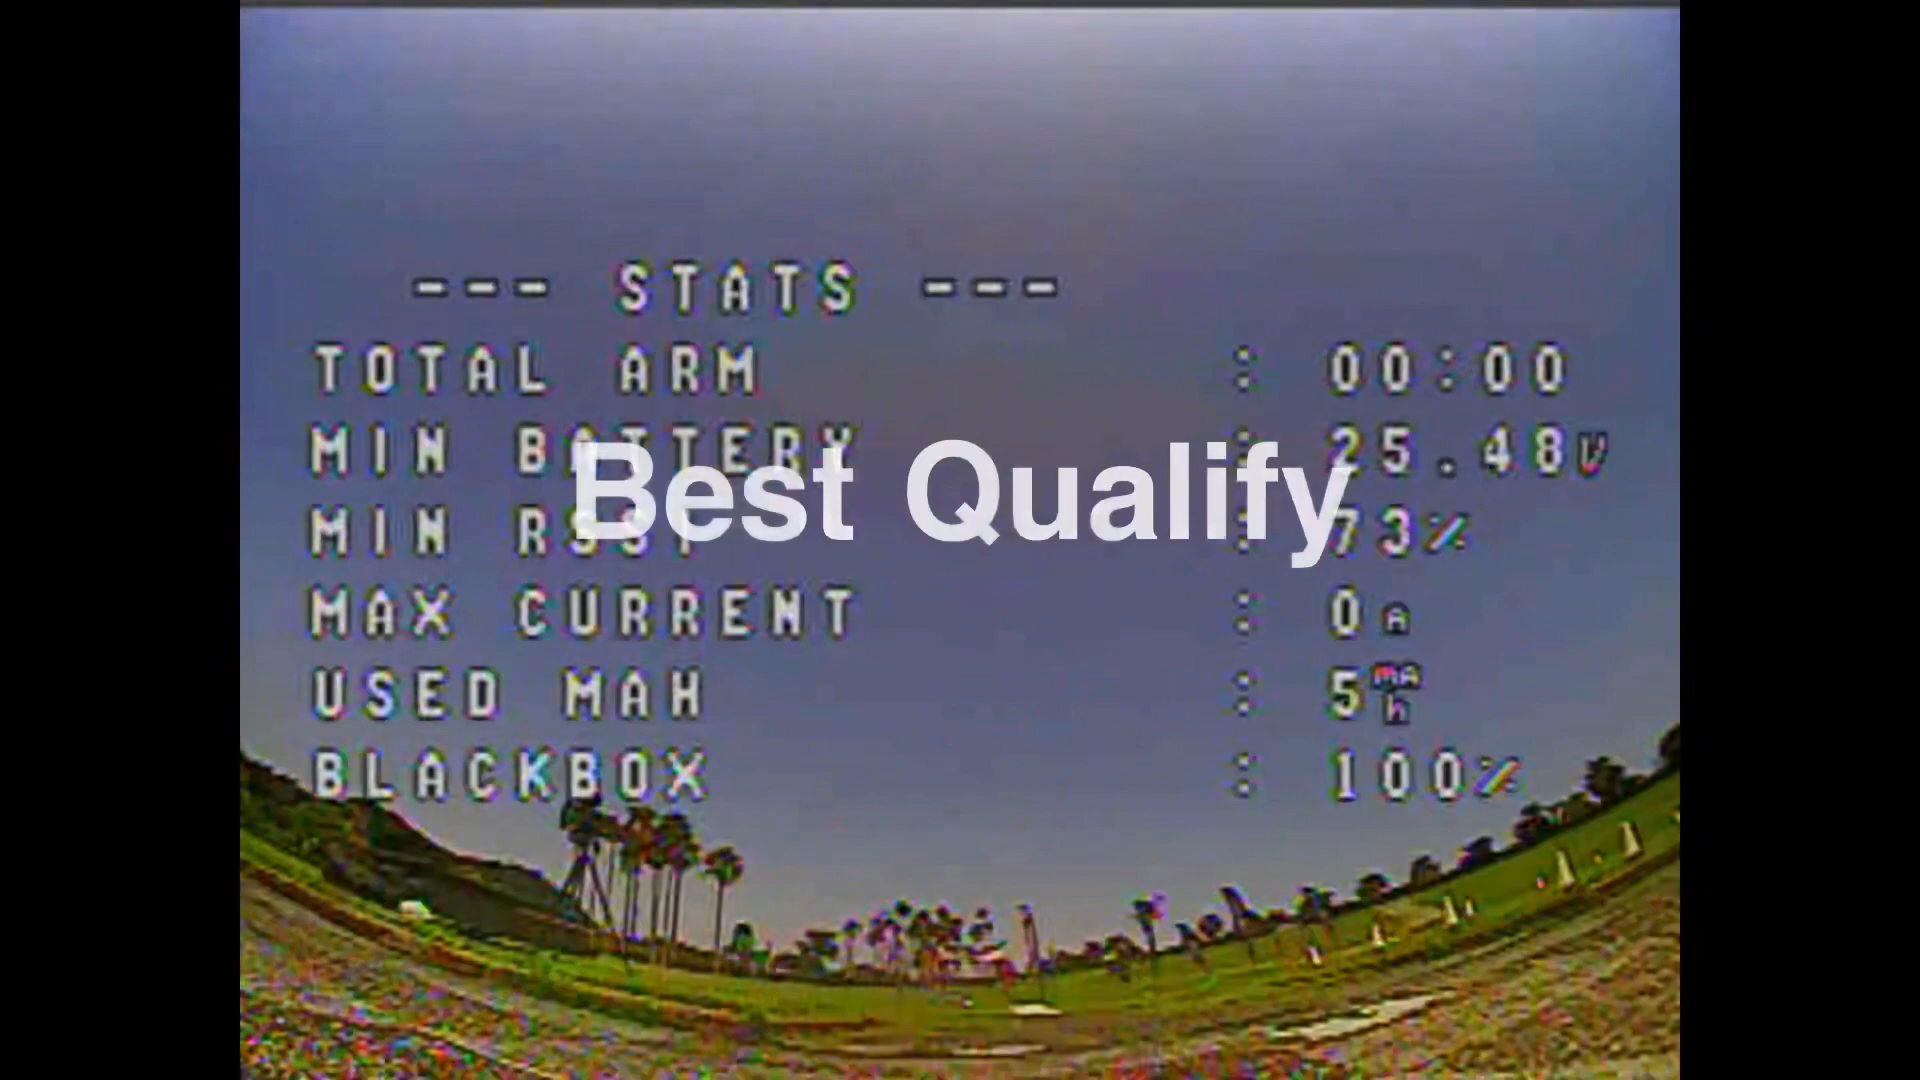 --- STATS ---
TOTAL ARM : 00:00
MIN BATTERY : 25.48V
Best Qualify
MIN RSSI : 73%
MAX CURRENT : 0A
USED MAH : 5mAh
BLACKBOX : 100%